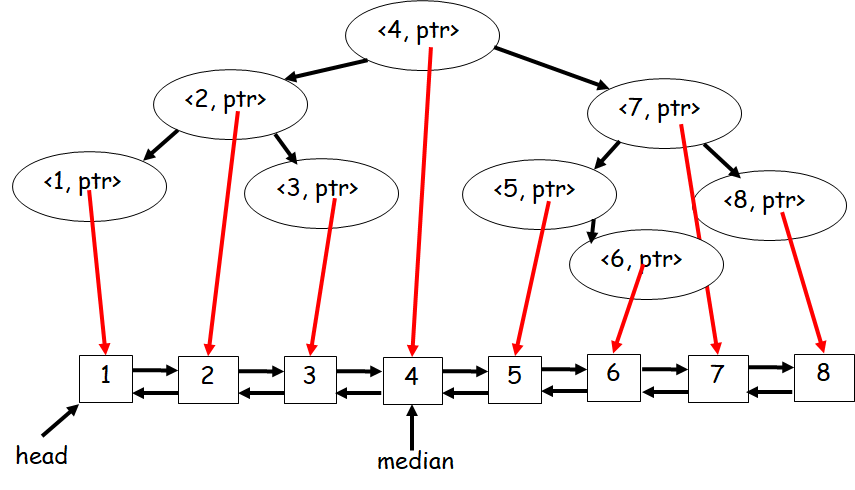 <4, ptr>
<2, ptr>
<7, ptr>
<1, ptr>
<3, ptr>
<5, ptr>
<8, ptr>
<6, ptr>
1 2 3 4 5 6 7 8
head
median